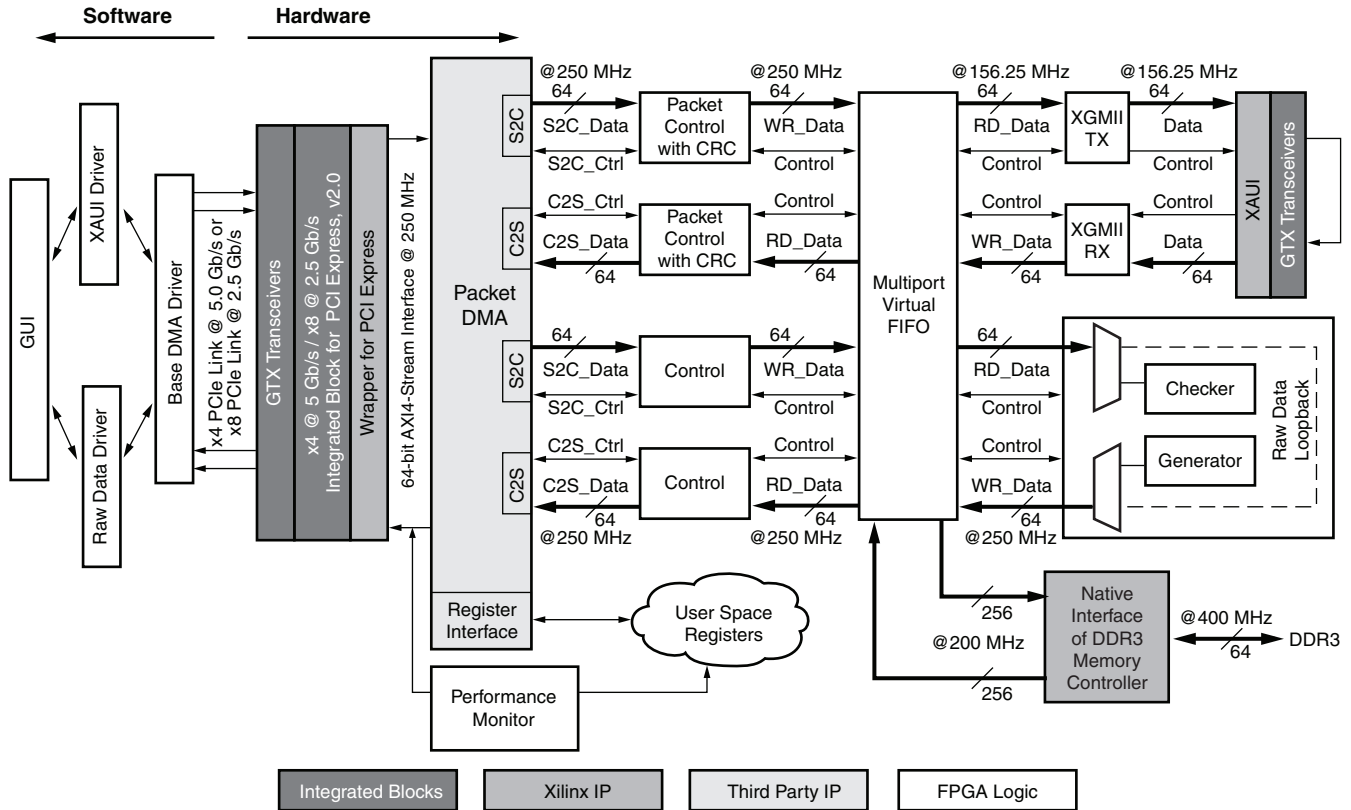 Software
Hardware
GUI
XAUI Driver
Raw Data Driver
Base DMA Driver
x4 PCIe Link @ 5.0 Gb/s or
x8 PCIe Link @ 2.5 Gb/s
GTX Transceivers
x4 @ 5 Gb/s / x8 @ 2.5 Gb/s
Integrated Block for PCI Express, v2.0
Wrapper for PCI Express
64-bit AXI4-Stream Interface @ 250 MHz
Packet
DMA
S2C
C2S
S2C
C2S
Register
Interface
@250 MHz
64
S2C_Data
S2C_Ctrl
C2S_Ctrl
C2S_Data
64
64
S2C_Data
S2C_Ctrl
C2S_Ctrl
C2S_Data
64
@250 MHz
Packet
Control
with CRC
Packet
Control
with CRC
Control
Control
@250 MHz
64
WR_Data
Control
Control
RD_Data
64
64
WR_Data
Control
Control
RD_Data
64
@250 MHz
Multiport
Virtual
FIFO
@156.25 MHz
64
RD_Data
Control
Control
WR_Data
64
64
RD_Data
Control
Control
WR_Data
64
@250 MHz
XGMII
TX
XGMII
RX
@156.25 MHz
64
Data
Control
Control
Data
64
XAUI
GTX Transceivers
Checker
Generator
Raw Data
Loopback
User Space
Registers
Performance
Monitor
256
@200 MHz
256
Native
Interface
of DDR3
Memory
Controller
@400 MHz
64
DDR3
Integrated Blocks
Xilinx IP
Third Party IP
FPGA Logic